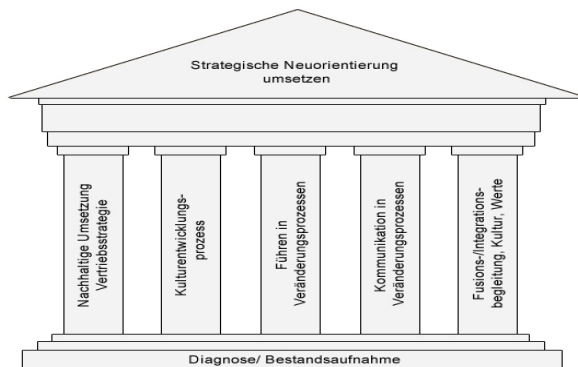 Strategische Neuorientierung
umsetzen
Nachhaltige Umsetzung
Vertriebsstrategie
Kulturentwicklungs-
prozess
Führen in
Veränderungsprozessen
Kommunikation in
Veränderungsprozessen
Fusions-/Integrations-
begleitung, Kultur, Werte
Diagnose/ Bestandsaufnahme